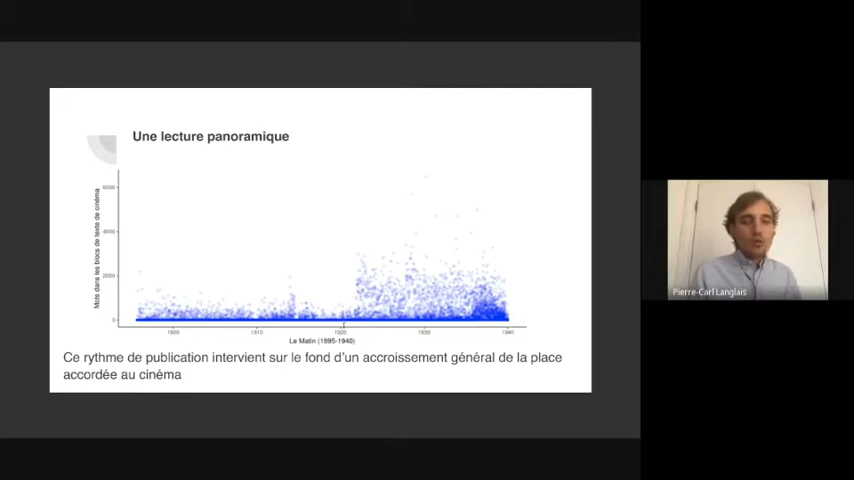 Une lecture panoramique
Mots dans les blocs de texte de cinéma
6000
4000
2000
0
1900
1910
1920
1930
1940
Le Matin (1895-1940)
Ce rythme de publication intervient sur le fond d'un accroissement général de la place
accordée au cinéma
Pierre-Carl Langlais